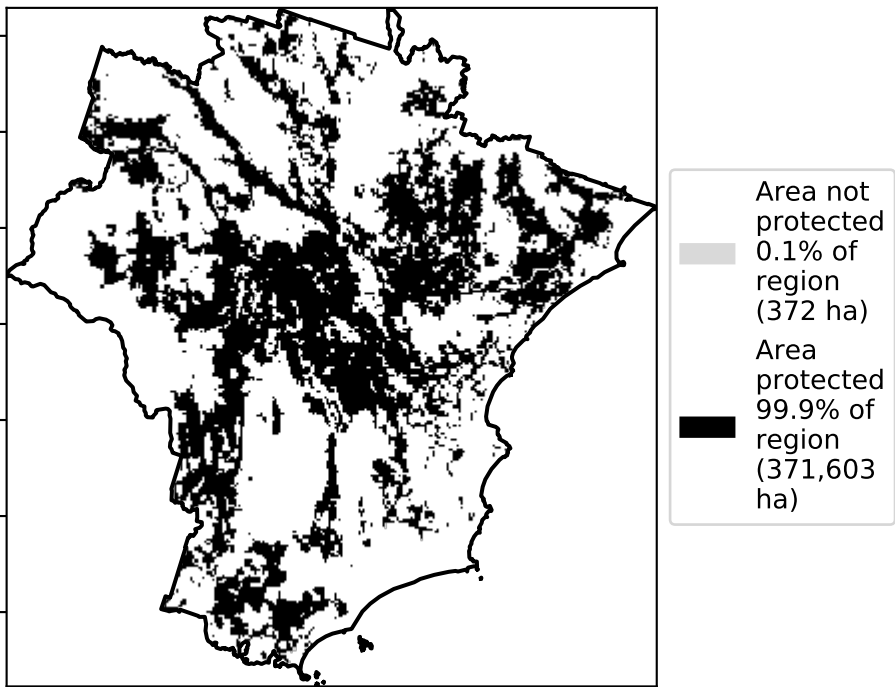 Area not
protected
0.1% of
region
(372 ha)
Area
protected
99.9% of
region
(371,603
ha)